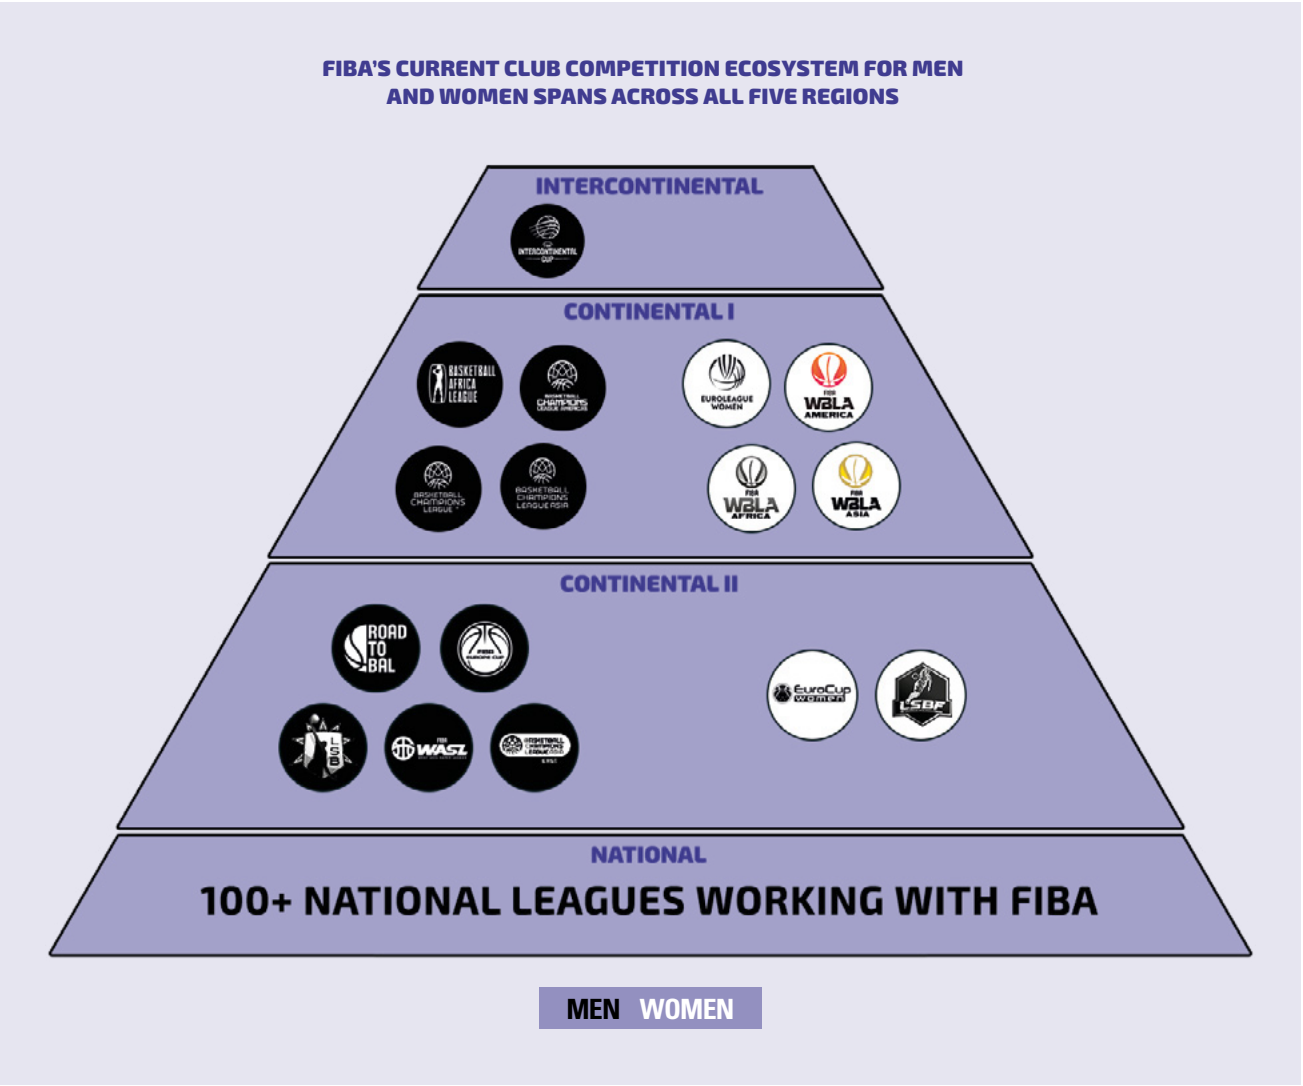 FIBA'S CURRENT CLUB COMPETITION ECOSYSTEM FOR MEN
AND WOMEN SPANS ACROSS ALL FIVE REGIONS
INTERCONTINENTAL
INTERCONTINENTAL
CUP
CONTINENTAL I
BASKETBALL
AFRICA
LEAGUE
BASKETBALL
CHAMPIONS
LEAGUE AMERICAS
EUROLEAGUE
WOMEN
FIBA
WBLA
AMERICA
BASKETBALL
CHAMPIONS
LEAGUE
BASKETBALL
CHAMPIONS
LEAGUE ASIA
FIBA
WBLA
AFRICA
FIBA
WBLA
ASIA
CONTINENTAL II
ROAD
TO
BAL
FIBA
EUROPE CUP
EuroCup
women
LSBF
LSB
FIBA
WASL
BASKETBALL
CHAMPIONS
LEAGUE ASIA
EAST
NATIONAL
100+ NATIONAL LEAGUES WORKING WITH FIBA
MEN WOMEN